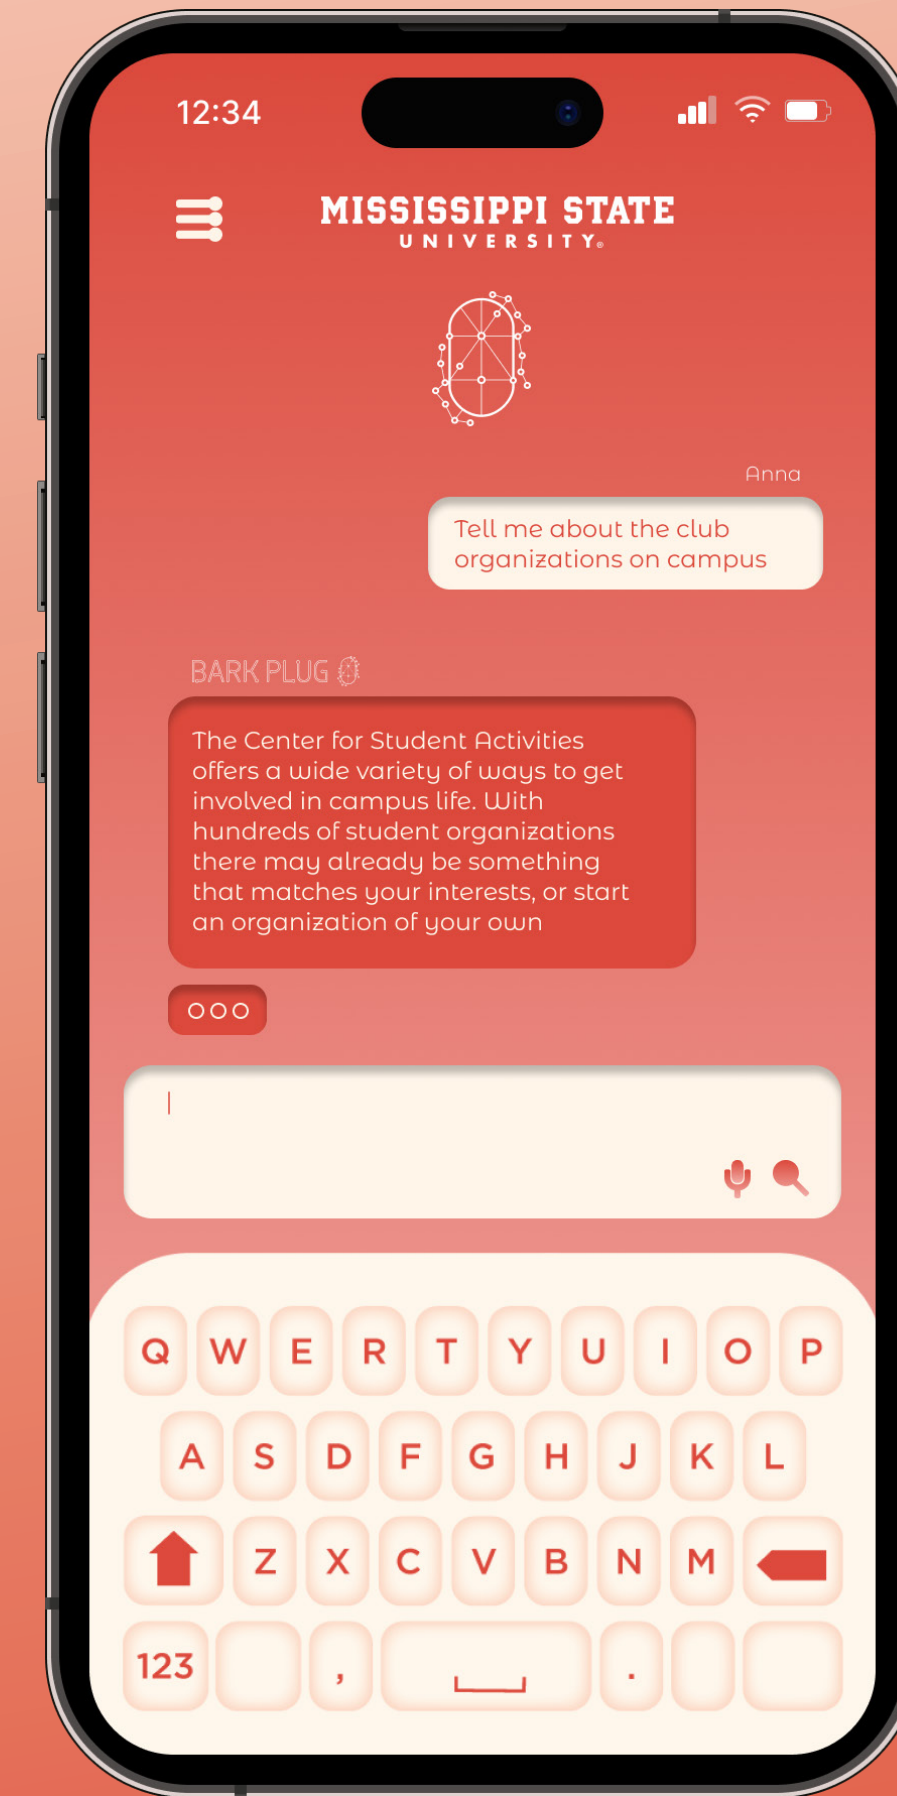 12:34
MISSISSIPPI STATE
UNIVERSITY®
Anna
Tell me about the club
organizations on campus
BARK PLUG
The Center for Student Activities
offers a wide variety of ways to get
involved in campus life. With
hundreds of student organizations
there may already be something
that matches your interests, or start
an organization of your own
Q W E R T Y U I O P
A S D F G H J K L
Z X C V B N M
123 , .